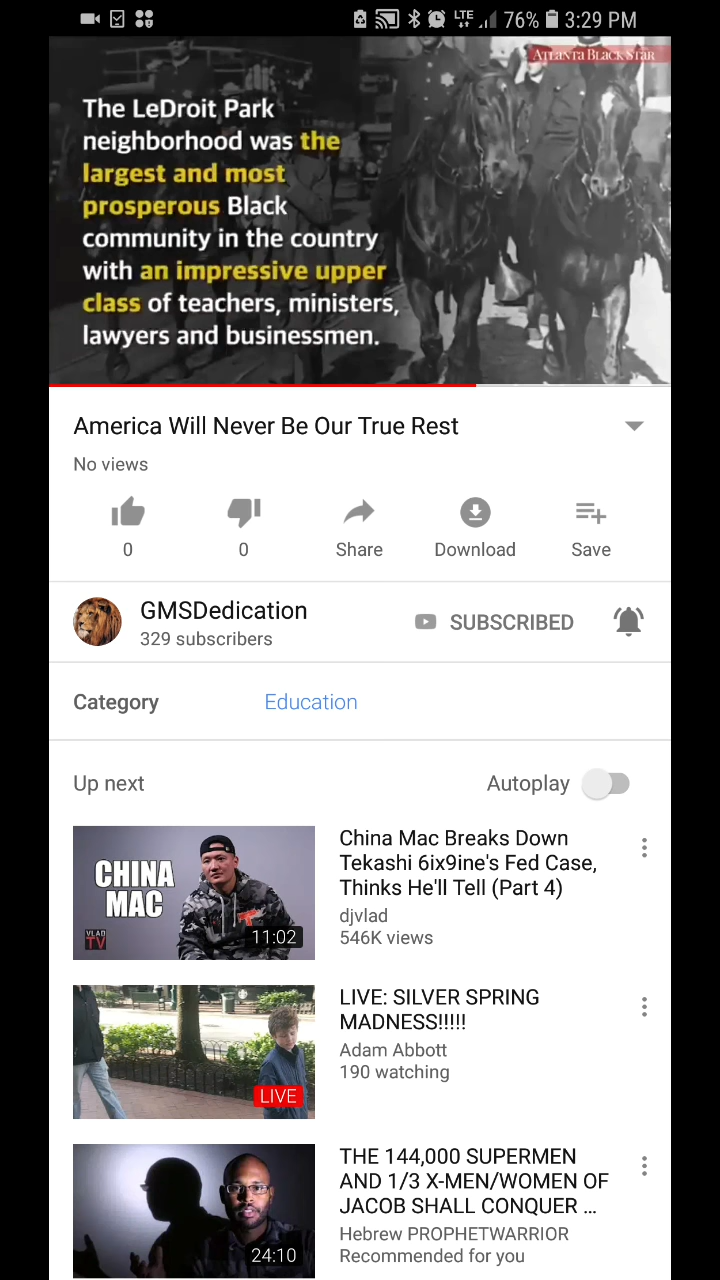 LTE 76% 3:29 PM
ATLANTA BLACK STAR
The LeDroit Park
neighborhood was the
largest and most
prosperous Black
community in the country
with an impressive upper
class of teachers, ministers,
lawyers and businessmen.
America Will Never Be Our True Rest
No views
0
0
Share
Download
Save
GMSDedication
329 subscribers
SUBSCRIBED
Category
Education
Up next
Autoplay
CHINA
MAC
VLAD
TV
11:02
China Mac Breaks Down
Tekashi 6ix9ine's Fed Case,
Thinks He'll Tell (Part 4)
djvlad
546K views
LIVE
LIVE: SILVER SPRING
MADNESS!!!!!
Adam Abbott
190 watching
24:10
THE 144,000 SUPERMEN
AND 1/3 X-MEN/WOMEN OF
JACOB SHALL CONQUER ...
Hebrew PROPHETWARRIOR
Recommended for you